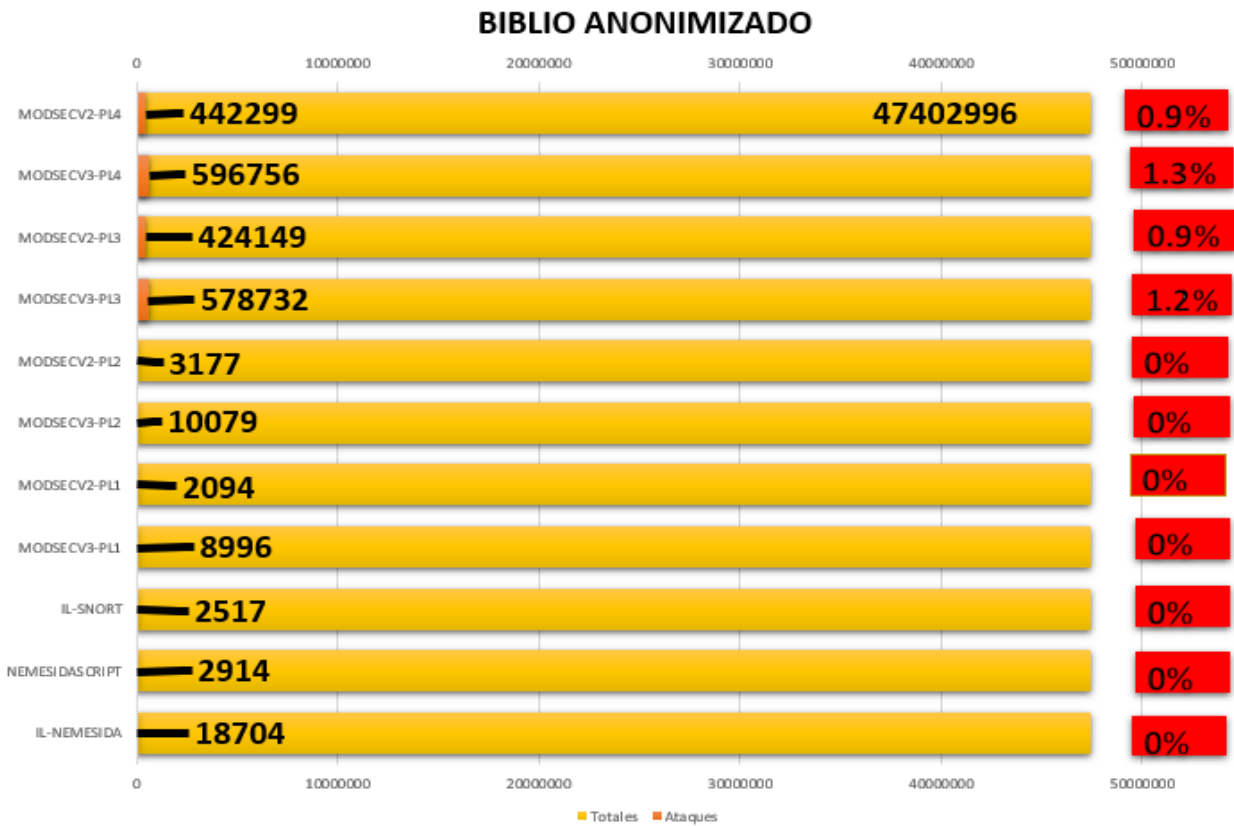 BIBLIO ANONIMIZADO
0 10000000 20000000 30000000 40000000 50000000
MODSECV2-PL4 442299 47402996 0.9%
MODSECV3-PL4 596756 1.3%
MODSECV2-PL3 424149 0.9%
MODSECV3-PL3 578732 1.2%
MODSECV2-PL2 3177 0%
MODSECV3-PL2 10079 0%
MODSECV2-PL1 2094 0%
MODSECV3-PL1 8996 0%
IL-SNORT 2517 0%
NEMESIDASCRIPT 2914 0%
IL-NEMESIDA 18704 0%
0 10000000 20000000 30000000 40000000 50000000
Totales Ataques